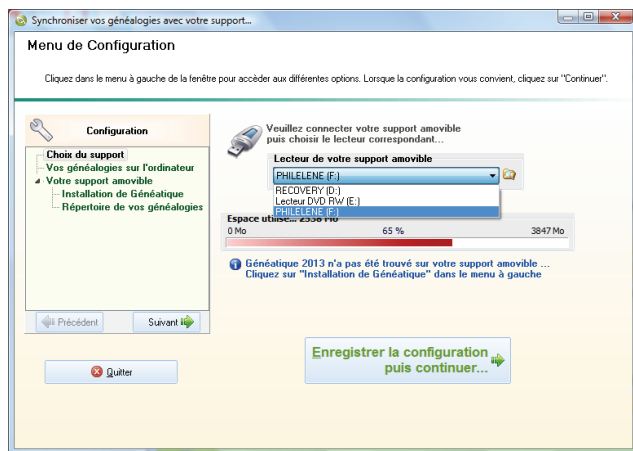 Synchroniser vos généalogies avec votre support...
Menu de Configuration
Cliquez dans le menu à gauche de la fenêtre pour accèder aux différentes options. Lorsque la configuration vous convient, cliquez sur "Continuer".
Configuration
Choix du support
Vos généalogies sur l'ordinateur
Votre support amovible
Installation de Généatique
Répertoire de vos généalogies
Précédent
Suivant
Quitter
Veuillez connecter votre support amovible
puis choisir le lecteur correspondant...
Lecteur de votre support amovible
PHILELENE (F:)
RECOVERY (D:)
Lecteur DVD RW (E:)
PHILELENE (F:)
Espace utilisé... 2538 Mo
0 Mo
65 %
3847 Mo
Généatique 2013 n'a pas été trouvé sur votre support amovible ...
Cliquez sur "Installation de Généatique" dans le menu à gauche
Enregistrer la configuration
puis continuer...